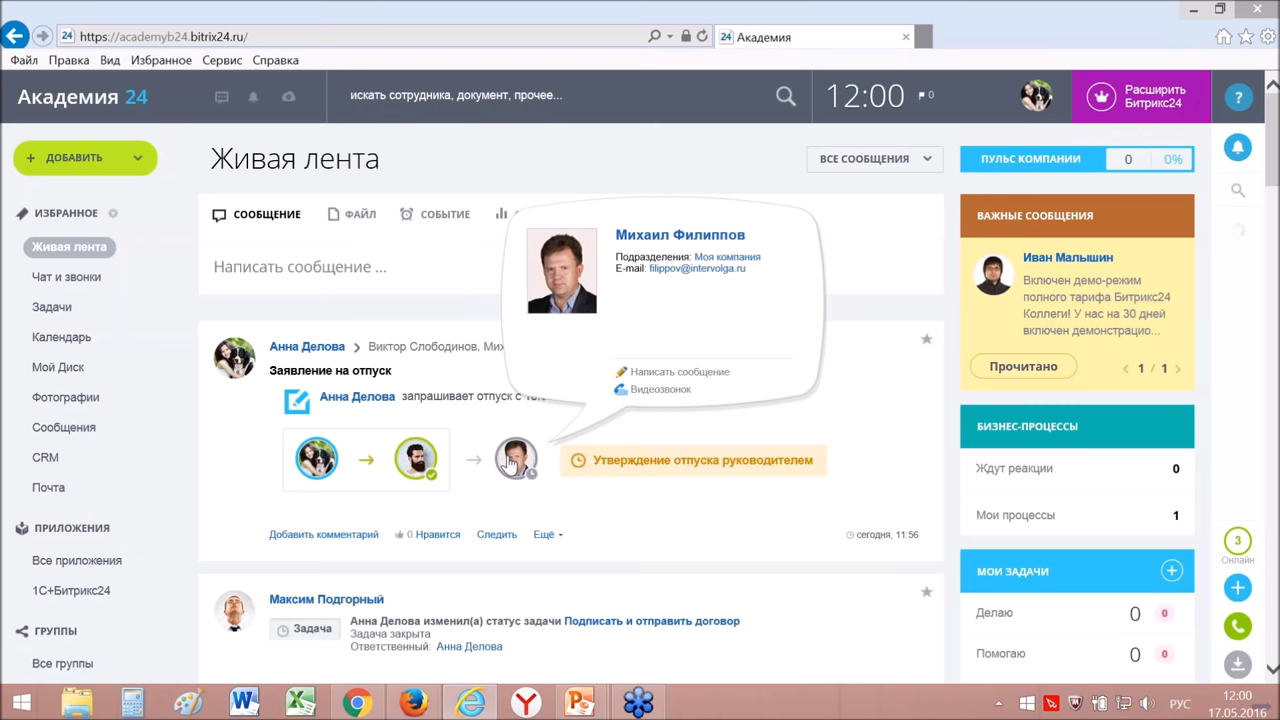 24 https://academyb24.bitrix24.ru/
24 Академия
Файл Правка Вид Избранное Сервис Справка
Академия 24
искать сотрудника, документ, прочее...
12:00 0
Расширить
Битрикс24
?
+ ДОБАВИТЬ
Живая лента
ВСЕ СООБЩЕНИЯ
ПУЛЬС КОМПАНИИ 0 0%
ИЗБРАННОЕ
Живая лента
Чат и звонки
Задачи
Календарь
Мой Диск
Фотографии
Сообщения
CRM
Почта
ПРИЛОЖЕНИЯ
Все приложения
1С+Битрикс24
ГРУППЫ
Все группы
СООБЩЕНИЕ ФАЙЛ СОБЫТИЕ
Написать сообщение ...
Михаил Филиппов
Подразделения: Моя компания
E-mail: filippov@intervolga.ru
Написать сообщение
Видеозвонок
Анна Делова > Виктор Слободинов, Мих
Заявление на отпуск
Анна Делова запрашивает отпуск с
Утверждение отпуска руководителем
Добавить комментарий 0 Нравится Следить Ещё
сегодня, 11:56
Максим Подгорный
Задача
Анна Делова изменил(а) статус задачи Подписать и отправить договор
Задача закрыта
Ответственный: Анна Делова
ВАЖНЫЕ СООБЩЕНИЯ
Иван Малышин
Включен демо-режим
полного тарифа Битрикс24
Коллеги! У нас на 30 дней
включен демонстрацио...
Прочитано
1 / 1
БИЗНЕС-ПРОЦЕССЫ
Ждут реакции 0
Мои процессы 1
МОИ ЗАДАЧИ
Делаю 0 0
Помогаю 0 0
3
Онлайн
РУС
12:00
17.05.2016